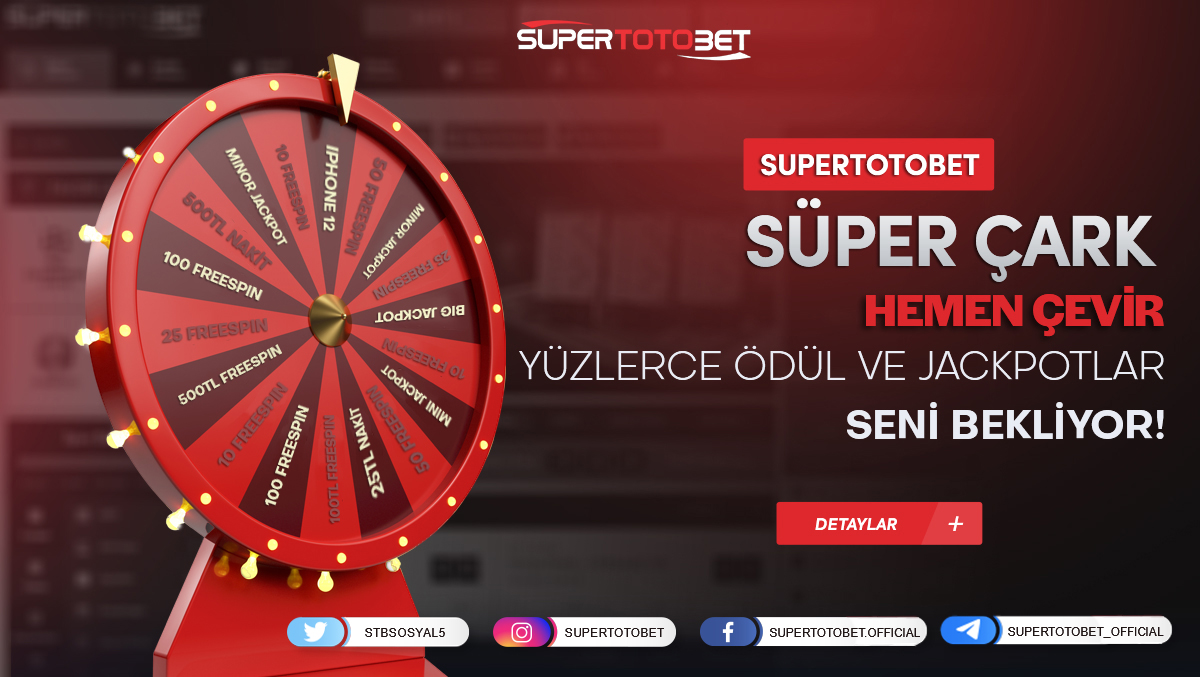 SUPERTOTOBET
SUPERTOTOBET
SÜPER ÇARK
HEMEN ÇEVİR
YÜZLERCE ÖDÜL VE JACKPOTLAR
SENİ BEKLİYOR!
DETAYLAR +
IPHONE 12
50 FREESPIN
MINOR JACKPOT
25 FREESPIN
BIG JACKPOT
10 FREESPIN
MINI JACKPOT
50 FREESPIN
25TL NAKİT
100TL FREESPIN
100 FREESPIN
10 FREESPIN
500TL FREESPIN
25 FREESPIN
100 FREESPIN
500TL NAKİT
MINOR JACKPOT
10 FREESPIN
STBSOSYAL5
SUPERTOTOBET
SUPERTOTOBET.OFFICIAL
SUPERTOTOBET_OFFICIAL